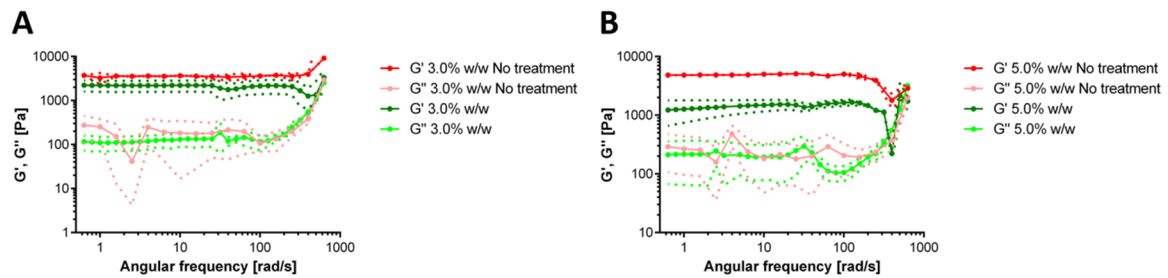 A
10000
1000
100
10
1
G', G'' [Pa]
1
10
100
1000
Angular frequency [rad/s]
G' 3.0% w/w No treatment
G'' 3.0% w/w No treatment
G' 3.0% w/w
G'' 3.0% w/w
B
10000
1000
100
10
G', G'' [Pa]
1
10
100
1000
Angular frequency [rad/s]
G' 5.0% w/w No treatment
G'' 5.0% w/w No treatment
G' 5.0% w/w
G'' 5.0% w/w